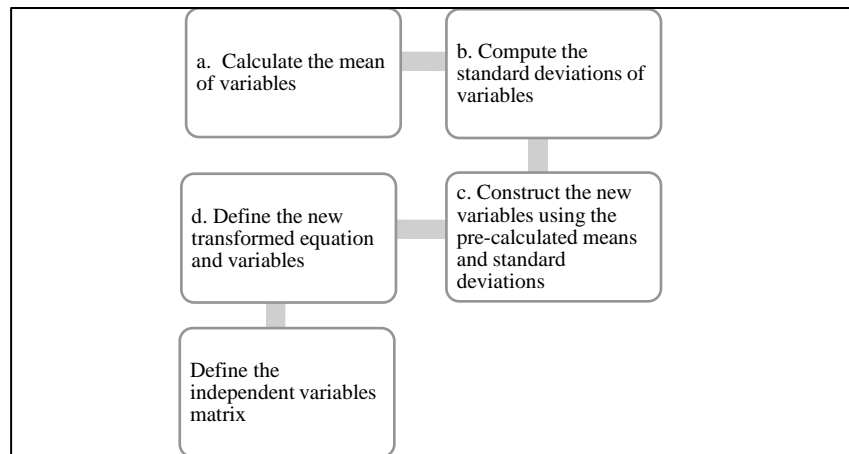 a. Calculate the mean
of variables
b. Compute the
standard deviations of
variables
c. Construct the new
variables using the
pre-calculated means
and standard
deviations
d. Define the new
transformed equation
and variables
Define the
independent variables
matrix